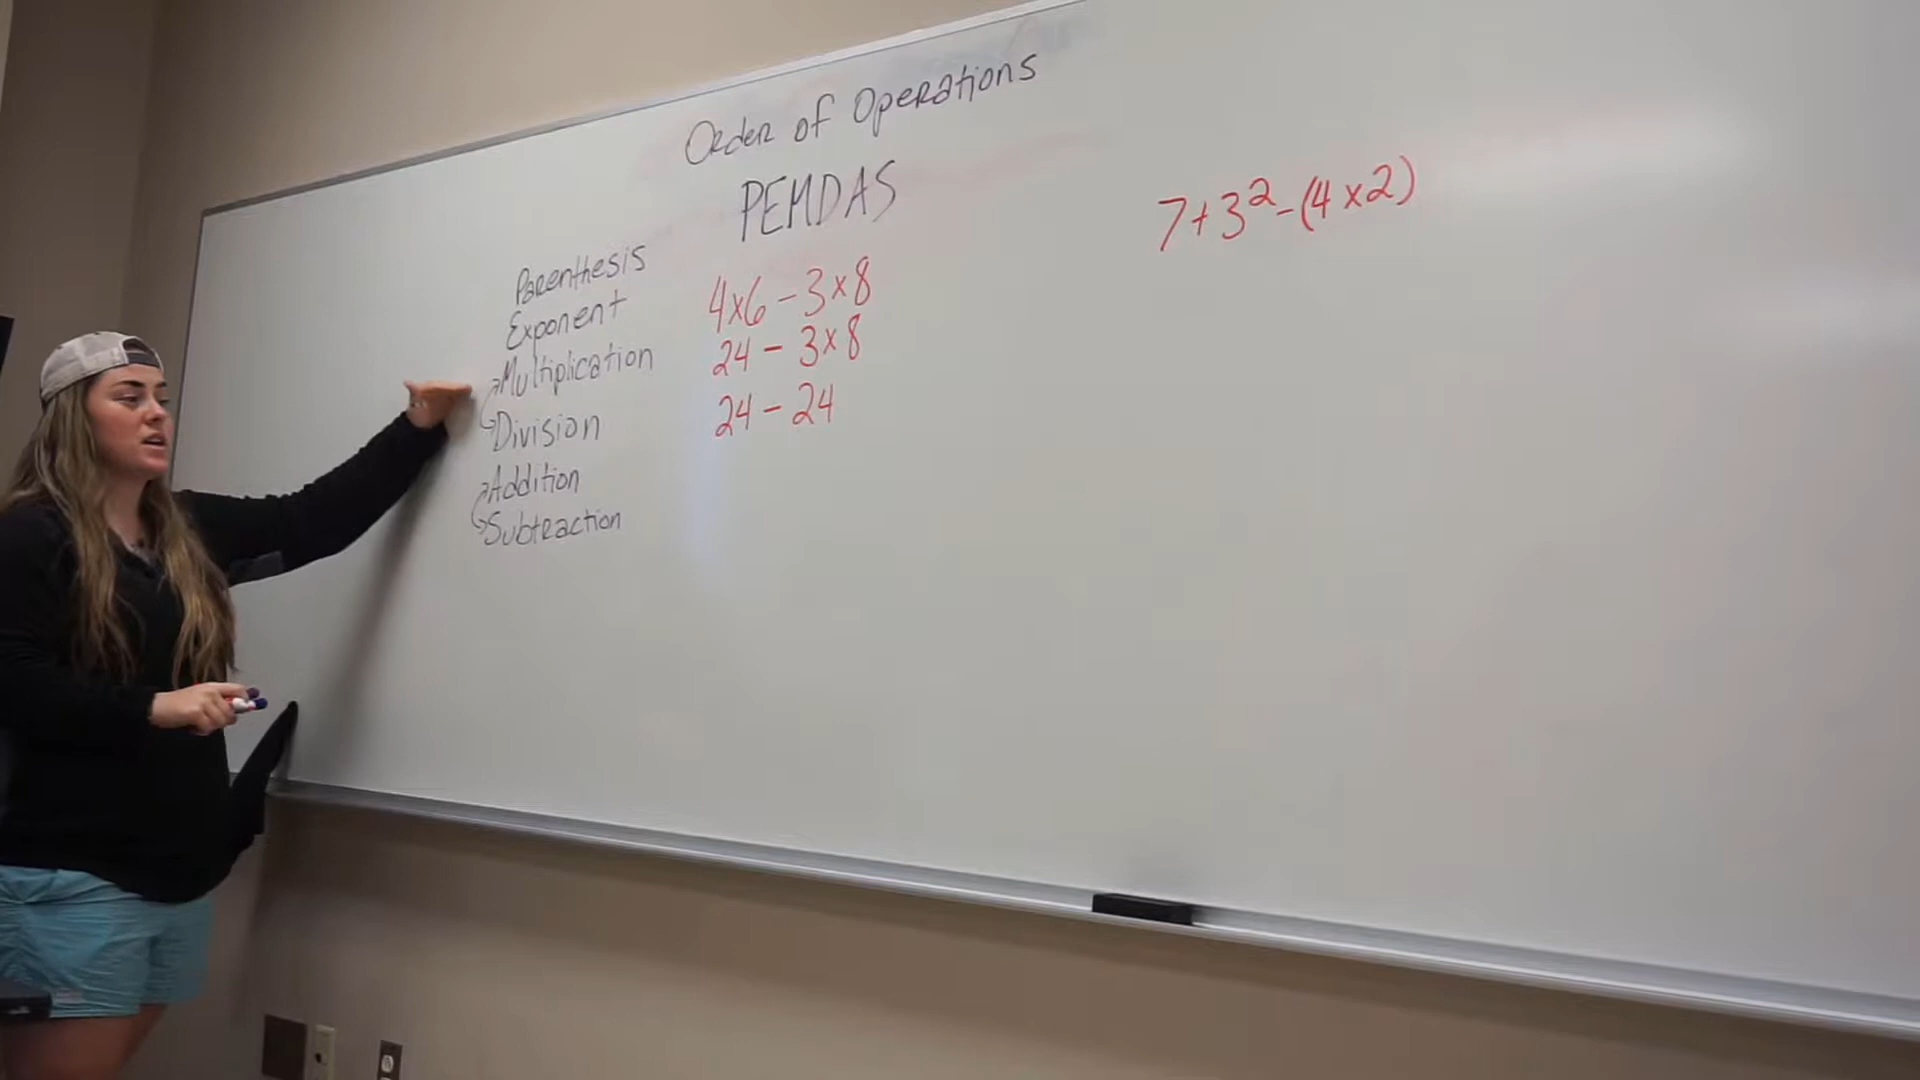 Order of Operations
PEMDAS
Parenthesis
Exponent
Multiplication
Division
Addition
Subtraction
4x6 - 3x8
24 - 3x8
24 - 24
7+3²-(4x2)